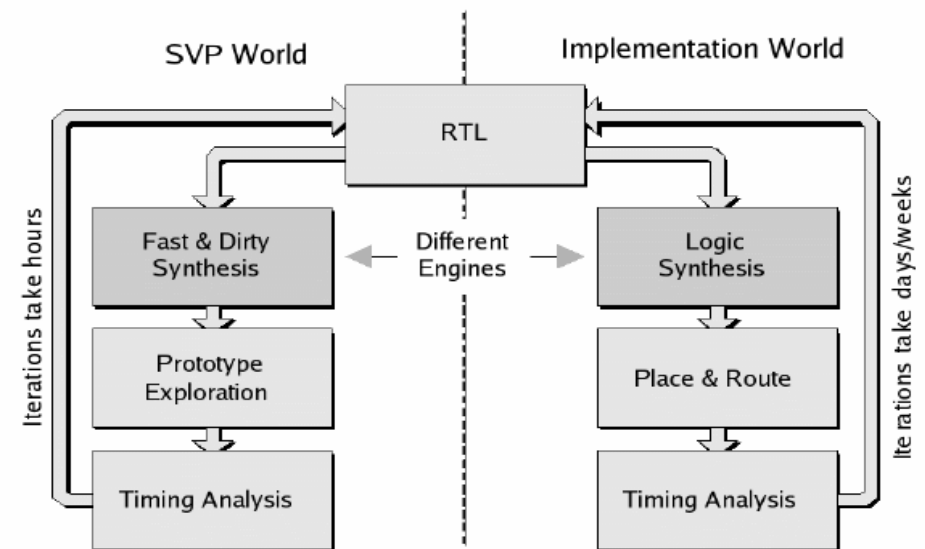 SVP World
Implementation World
RTL
Fast & Dirty
Synthesis
Different
Engines
Logic
Synthesis
Prototype
Exploration
Place & Route
Timing Analysis
Timing Analysis
Iterations take hours
Iterations take days/weeks